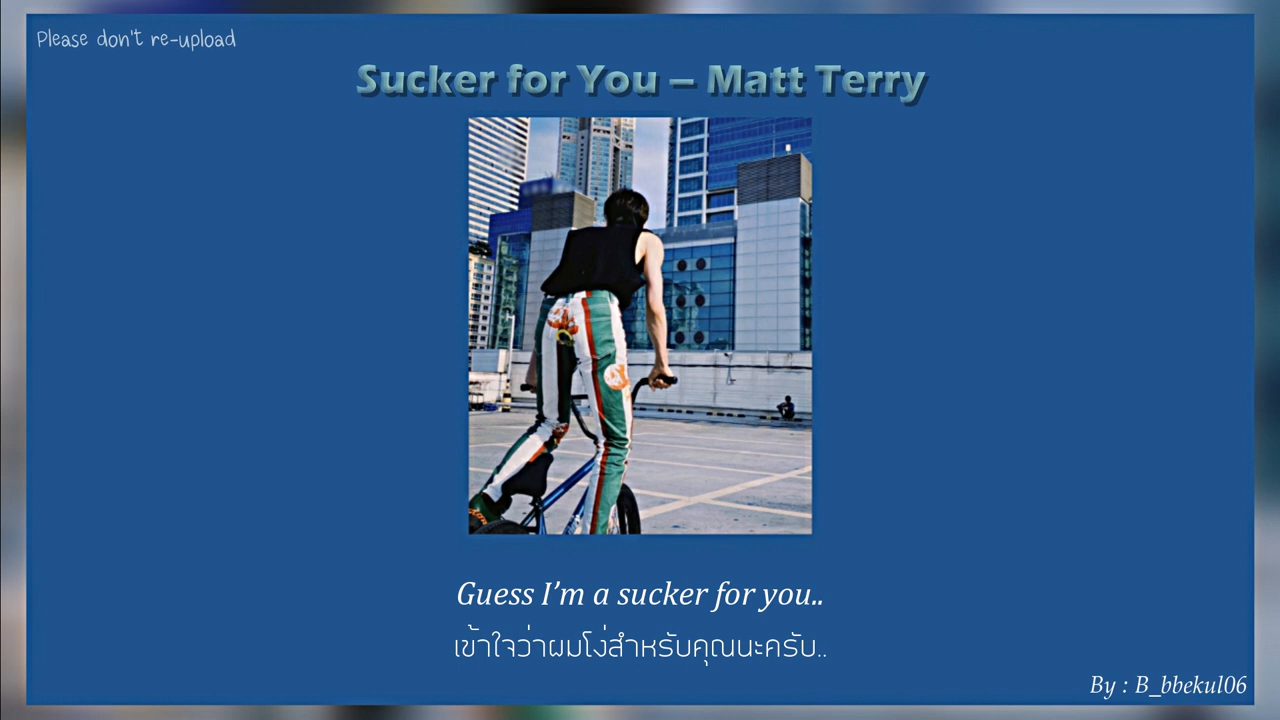 Please don't re-upload
Sucker for You – Matt Terry
Guess I'm a sucker for you..
เข้าใจว่าผมโง่สำหรับคุณนะครับ..
By : B_bbekul06